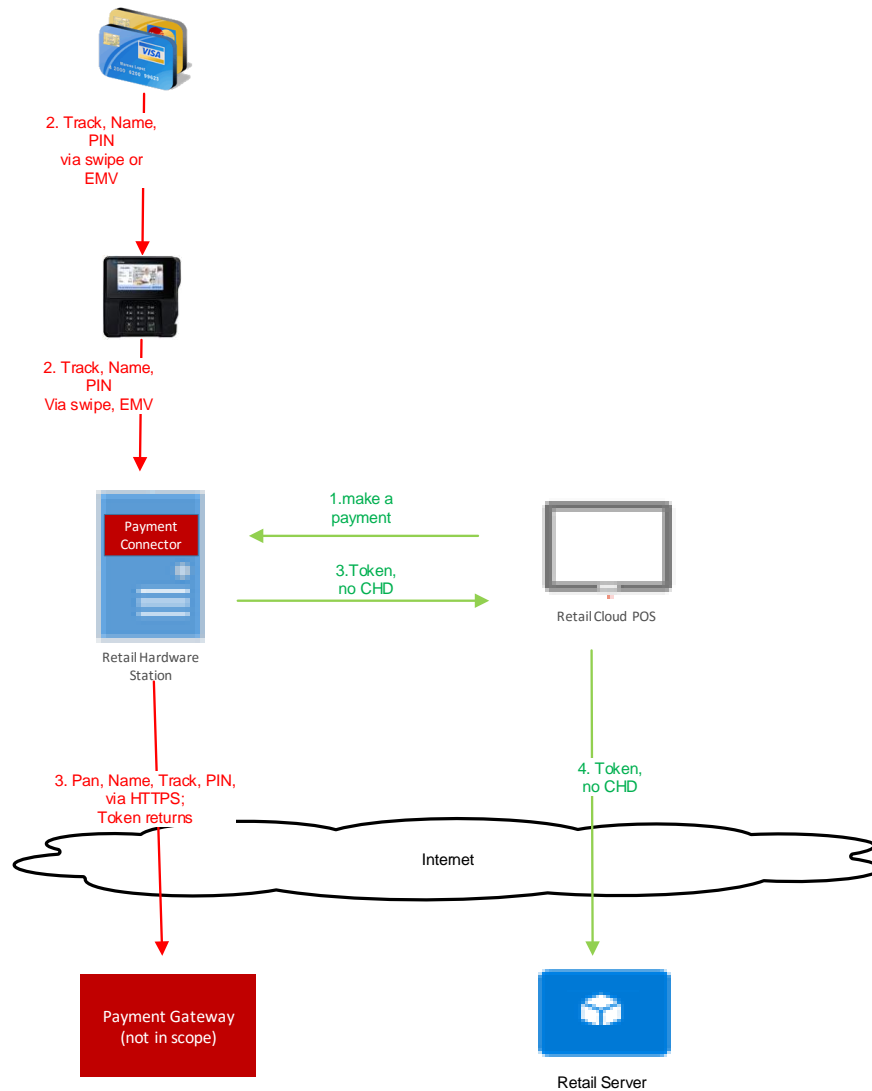 VISA
2. Track, Name,
PIN
via swipe or
EMV
2. Track, Name,
PIN
Via swipe, EMV
Payment
Connector
Retail Hardware
Station
1.make a
payment
3.Token,
no CHD
Retail Cloud POS
3. Pan, Name, Track, PIN,
via HTTPS;
Token returns
4. Token,
no CHD
Internet
Payment Gateway
(not in scope)
Retail Server